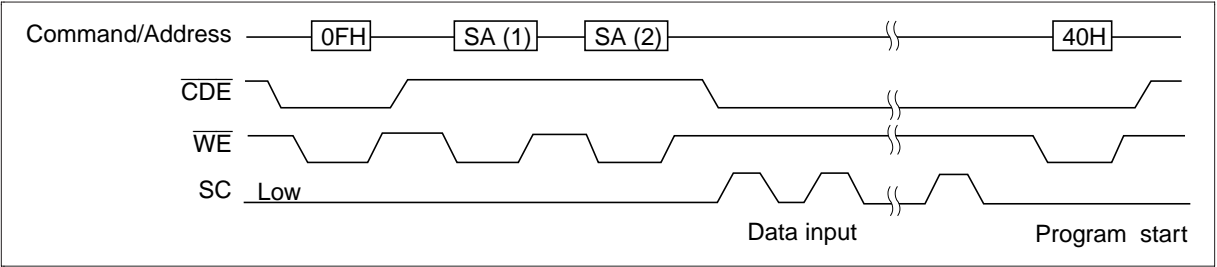 Command/Address 0FH SA (1) SA (2) 40H
CDE
WE
SC Low
Data input Program start